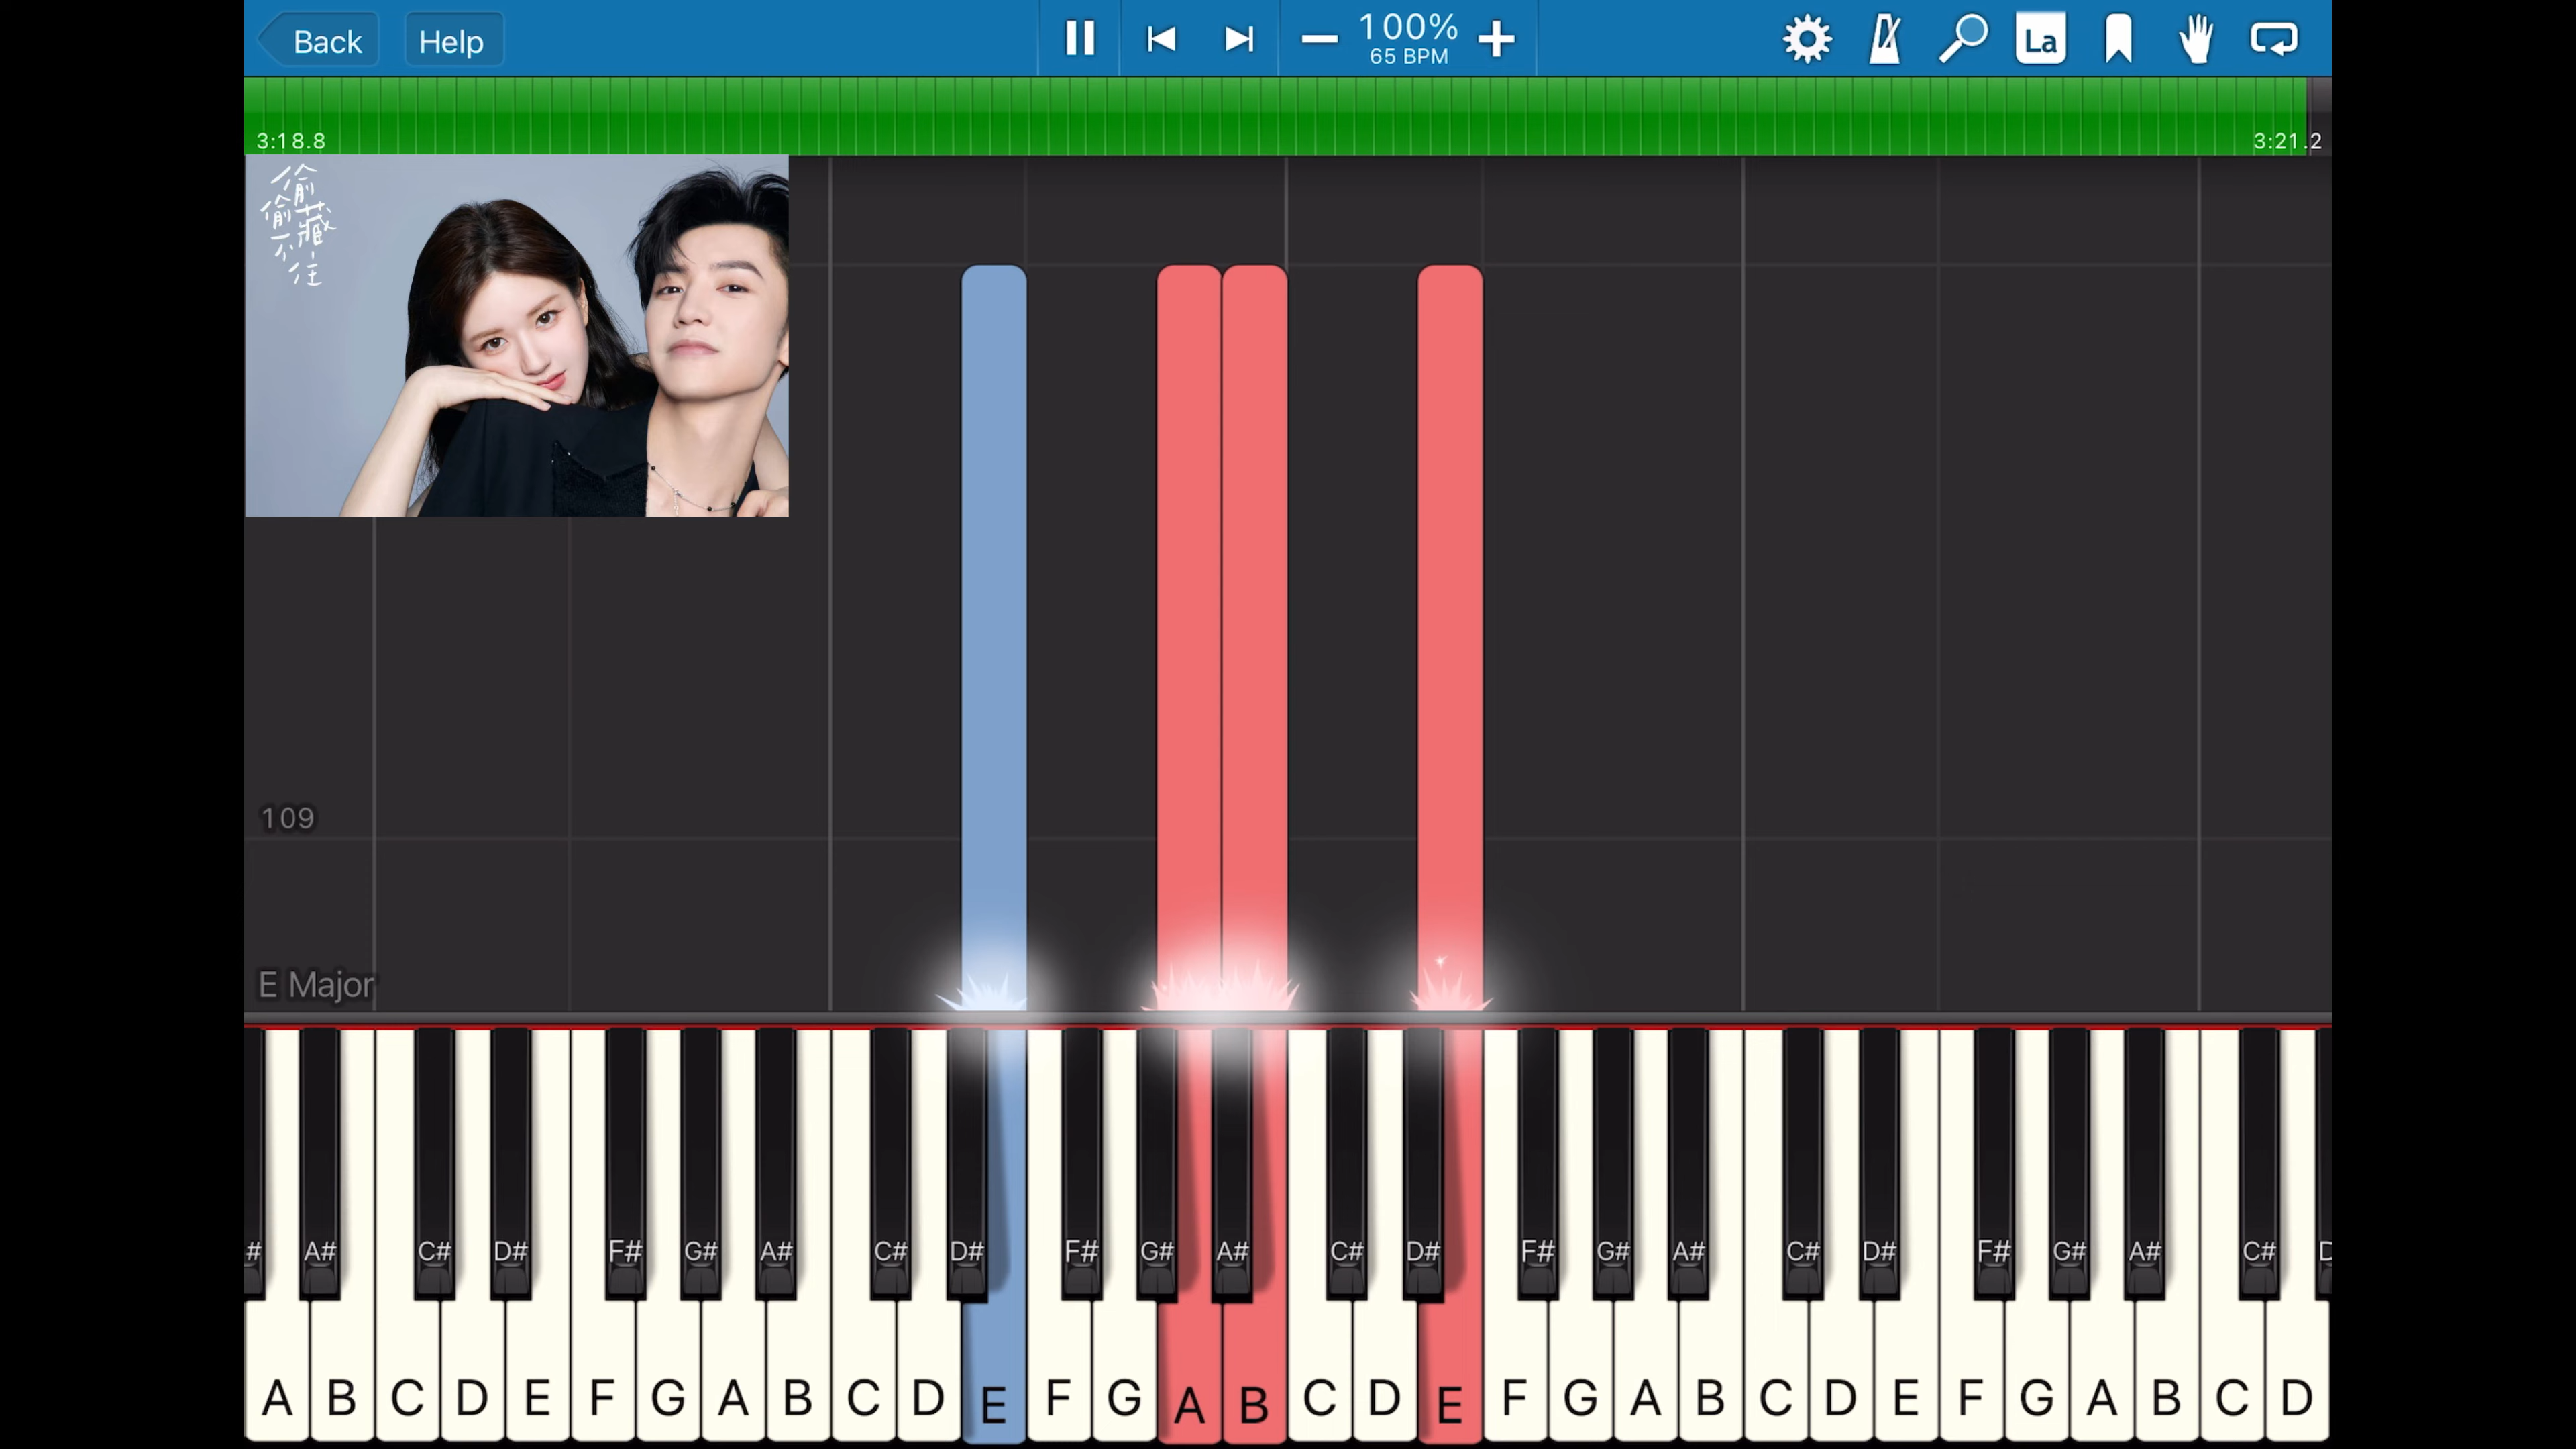 Back Help 100% 65 BPM La
3:18.8 3:21.2
偷偷藏不住
109
E Major
# A# C# D# F# G# A# C# D# F# G# A# C# D# F# G# A# C# D# F# G# A# C# D
A B C D E F G A B C D E F G A B C D E F G A B C D E F G A B C D